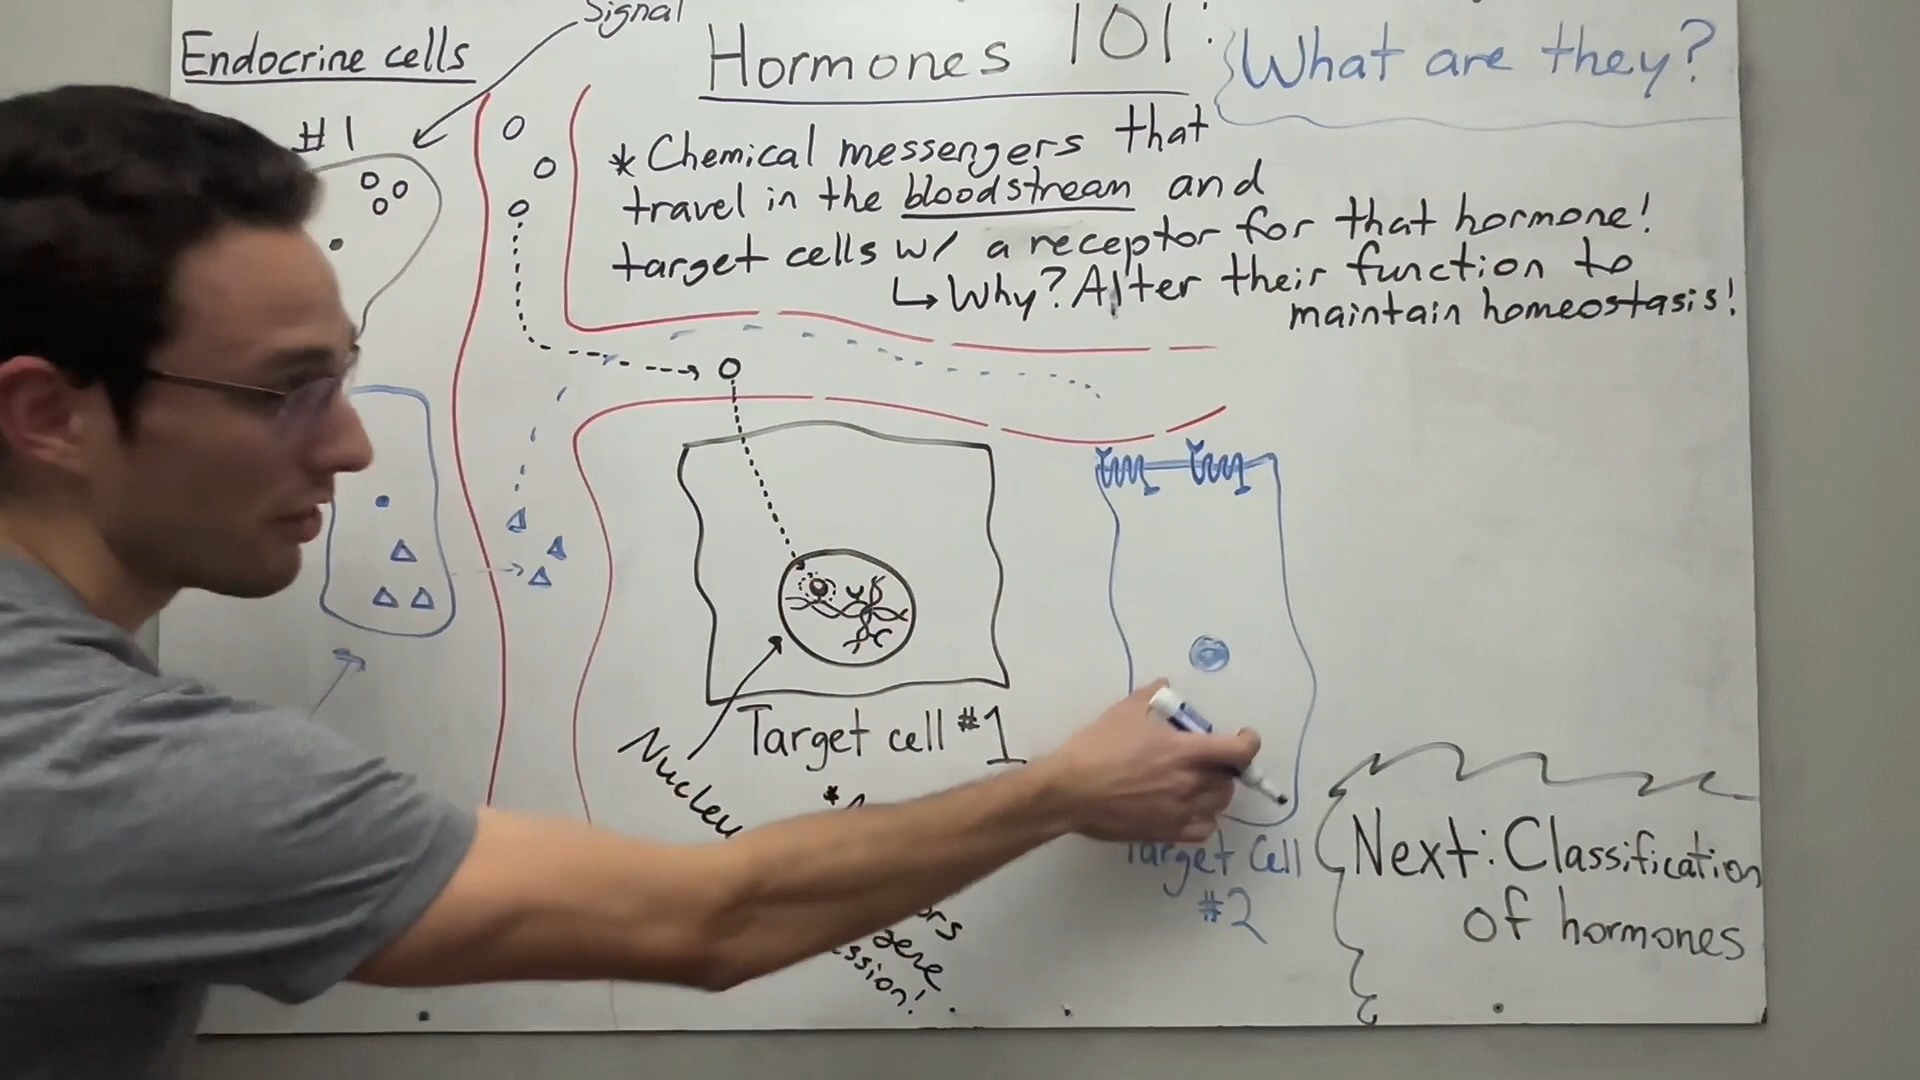 Signal
Endocrine cells
#1
Hormones 101:
What are they?
* Chemical messengers that
travel in the bloodstream and
target cells w/ a receptor for that hormone!
↳ Why? Alter their function to
maintain homeostasis!
Target cell #1
Target Cell
#2
Next: Classification
of hormones